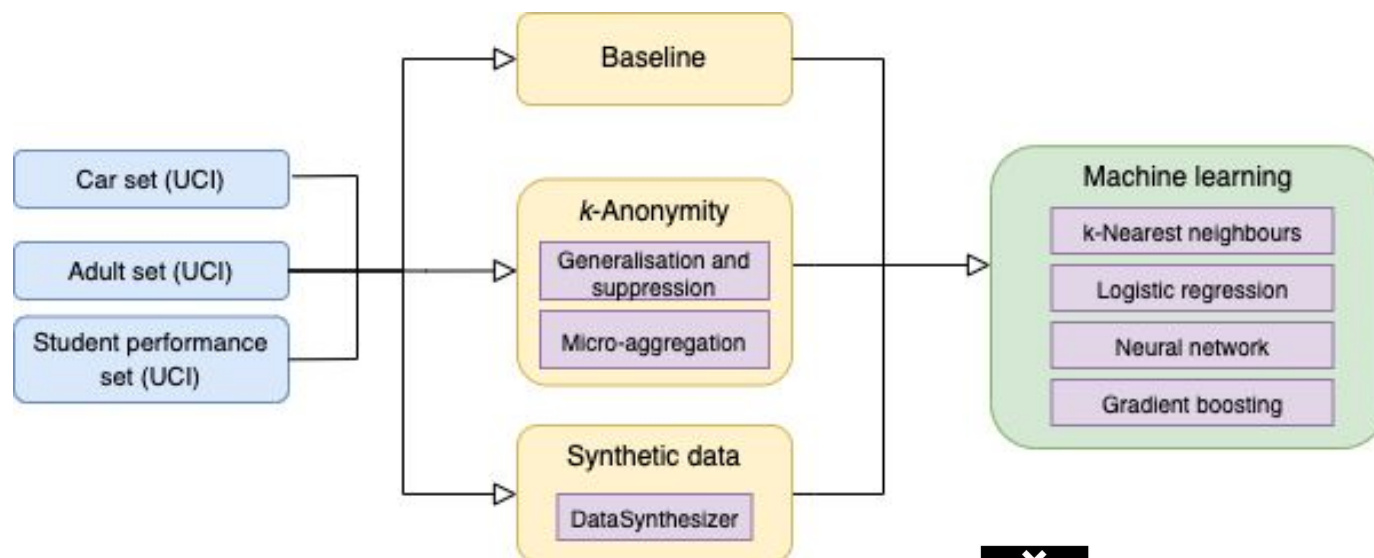 Baseline
Car set (UCI)
Adult set (UCI)
Student performance
set (UCI)
k-Anonymity
Generalisation and
suppression
Micro-aggregation
Synthetic data
DataSynthesizer
Machine learning
k-Nearest neighbours
Logistic regression
Neural network
Gradient boosting